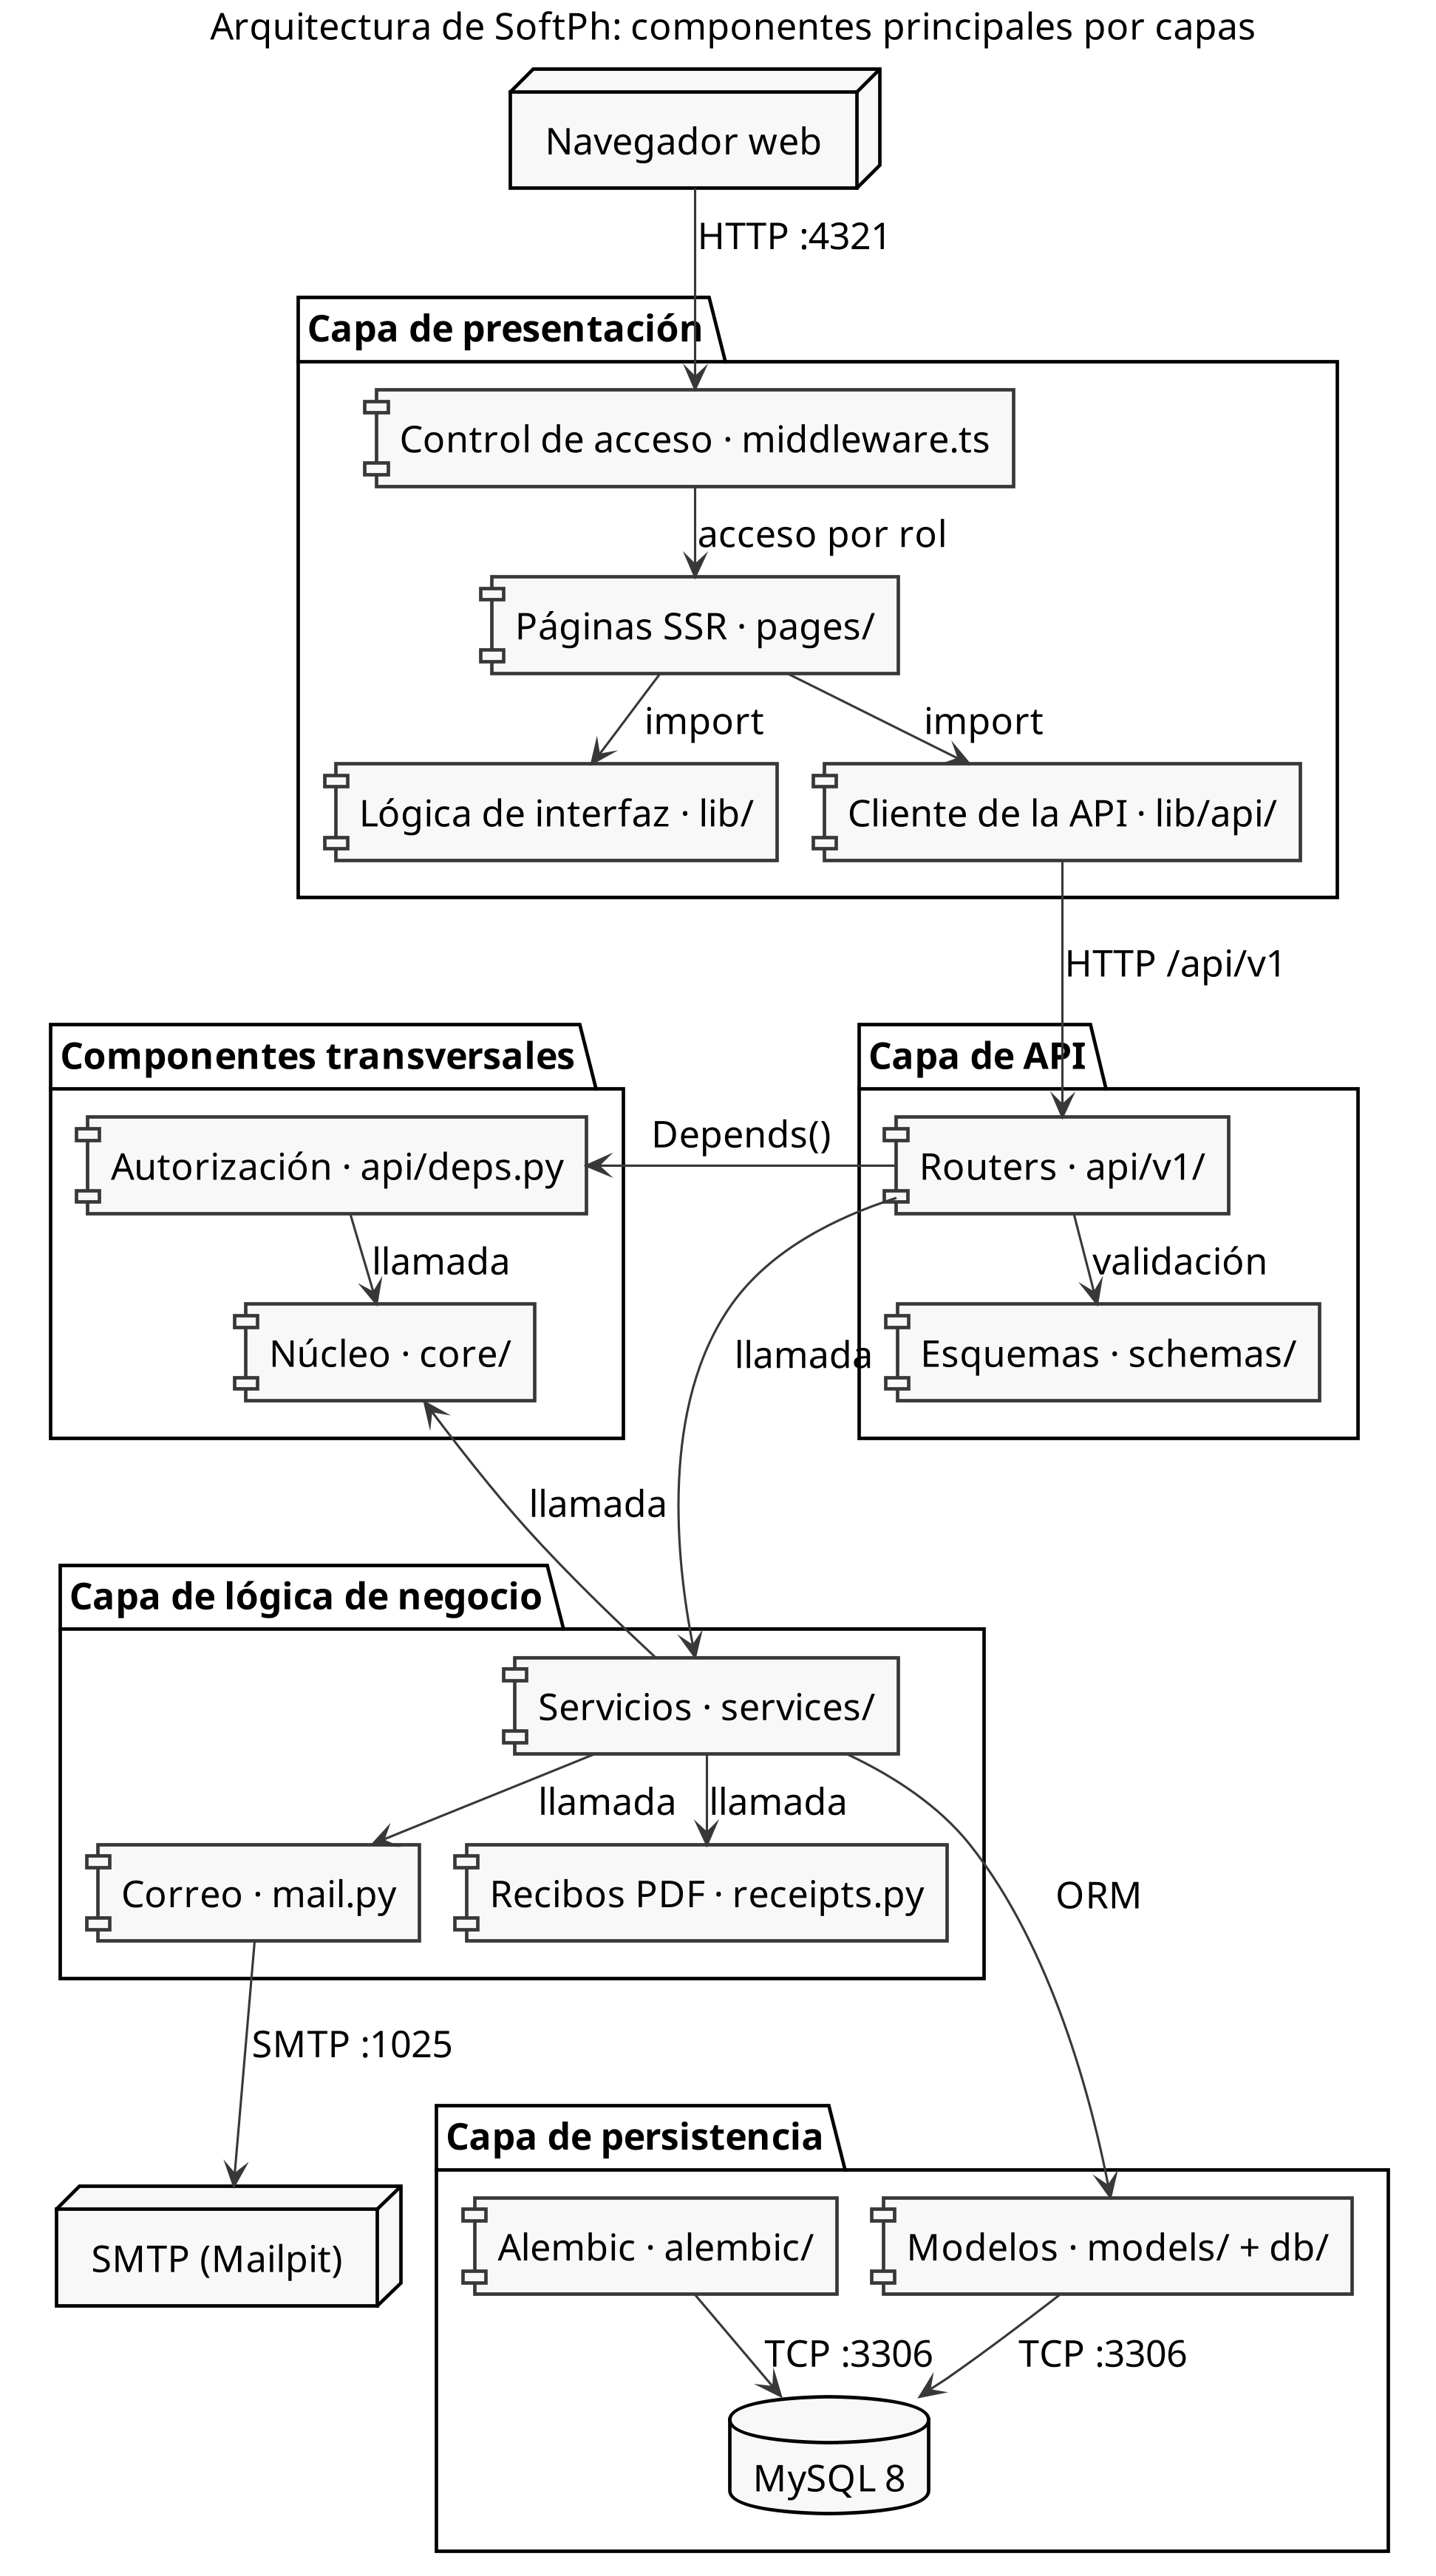 Arquitectura de SoftPh: componentes principales por capas
Navegador web
HTTP :4321
Capa de presentación
Control de acceso · middleware.ts
acceso por rol
Páginas SSR · pages/
import
import
Lógica de interfaz · lib/
Cliente de la API · lib/api/
HTTP /api/v1
Componentes transversales
Capa de API
Autorización · api/deps.py
Depends()
Routers · api/v1/
llamada
validación
Núcleo · core/
llamada
Esquemas · schemas/
llamada
Capa de lógica de negocio
Servicios · services/
llamada
llamada
Correo · mail.py
Recibos PDF · receipts.py
ORM
SMTP :1025
Capa de persistencia
SMTP (Mailpit)
Alembic · alembic/
Modelos · models/ + db/
TCP :3306
TCP :3306
MySQL 8